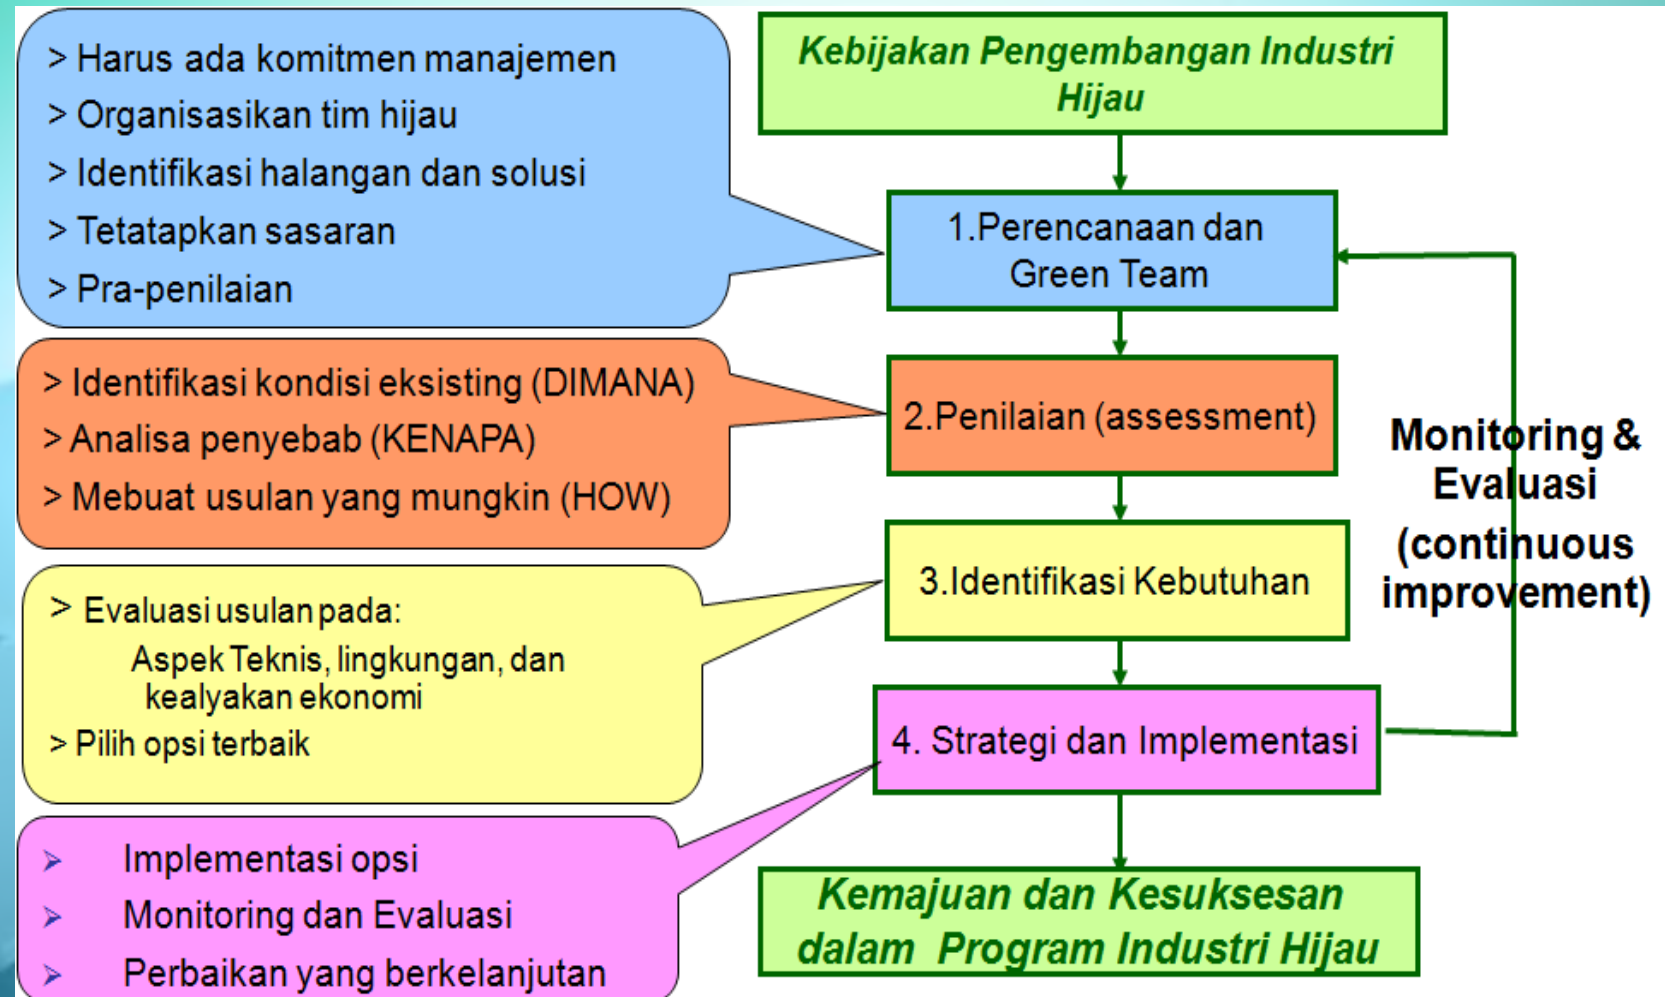 > Harus ada komitmen manajemen
> Organisasikan tim hijau
> Identifikasi halangan dan solusi
> Tetatapkan sasaran
> Pra-penilaian
> Identifikasi kondisi eksisting (DIMANA)
> Analisa penyebab (KENAPA)
> Mebuat usulan yang mungkin (HOW)
> Evaluasi usulan pada:
Aspek Teknis, lingkungan, dan
kealyakan ekonomi
> Pilih opsi terbaik
➢ Implementasi opsi
➢ Monitoring dan Evaluasi
➢ Perbaikan yang berkelanjutan
Kebijakan Pengembangan Industri
Hijau
1.Perencanaan dan
Green Team
2.Penilaian (assessment)
3.Identifikasi Kebutuhan
4. Strategi dan Implementasi
Kemajuan dan Kesuksesan
dalam Program Industri Hijau
Monitoring &
Evaluasi
(continuous
improvement)